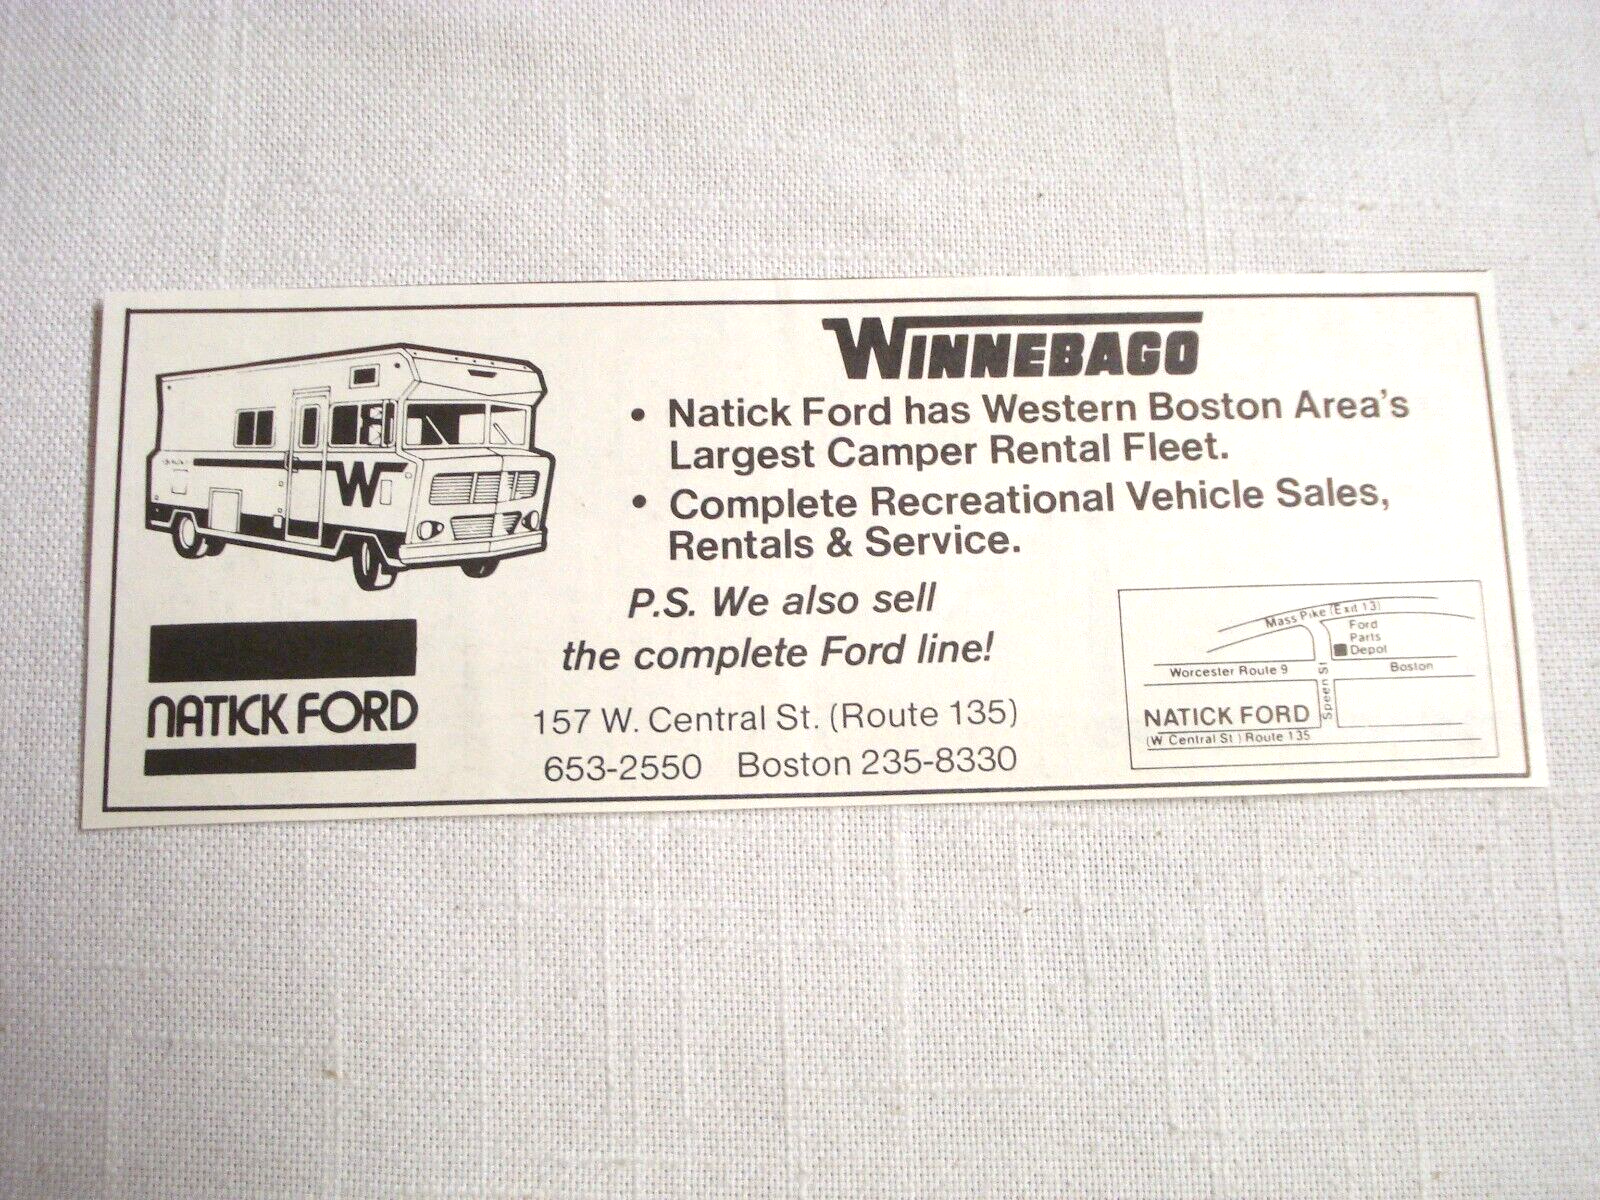 WINNEBAGO
• Natick Ford has Western Boston Area's
Largest Camper Rental Fleet.
• Complete Recreational Vehicle Sales,
Rentals & Service.
P.S. We also sell
the complete Ford line!
157 W. Central St. (Route 135)
653-2550 Boston 235-8330
W
NATICK FORD
Mass Pike (Exit 13)
Ford
Parts
Depot
Worcester Route 9
Boston
Speen St
NATICK FORD
(W Central St ) Route 135